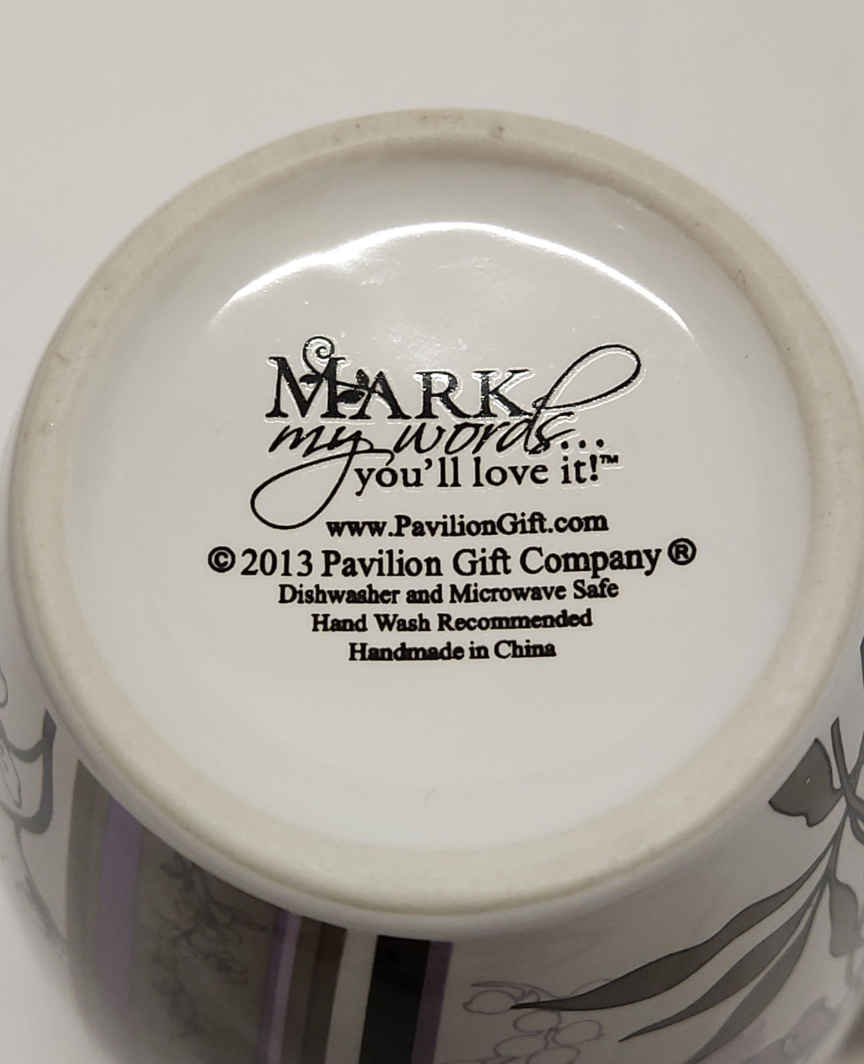 MARK
my words...
you'll love it!™
www.PavilionGift.com
©2013 Pavilion Gift Company®
Dishwasher and Microwave Safe
Hand Wash Recommended
Handmade in China